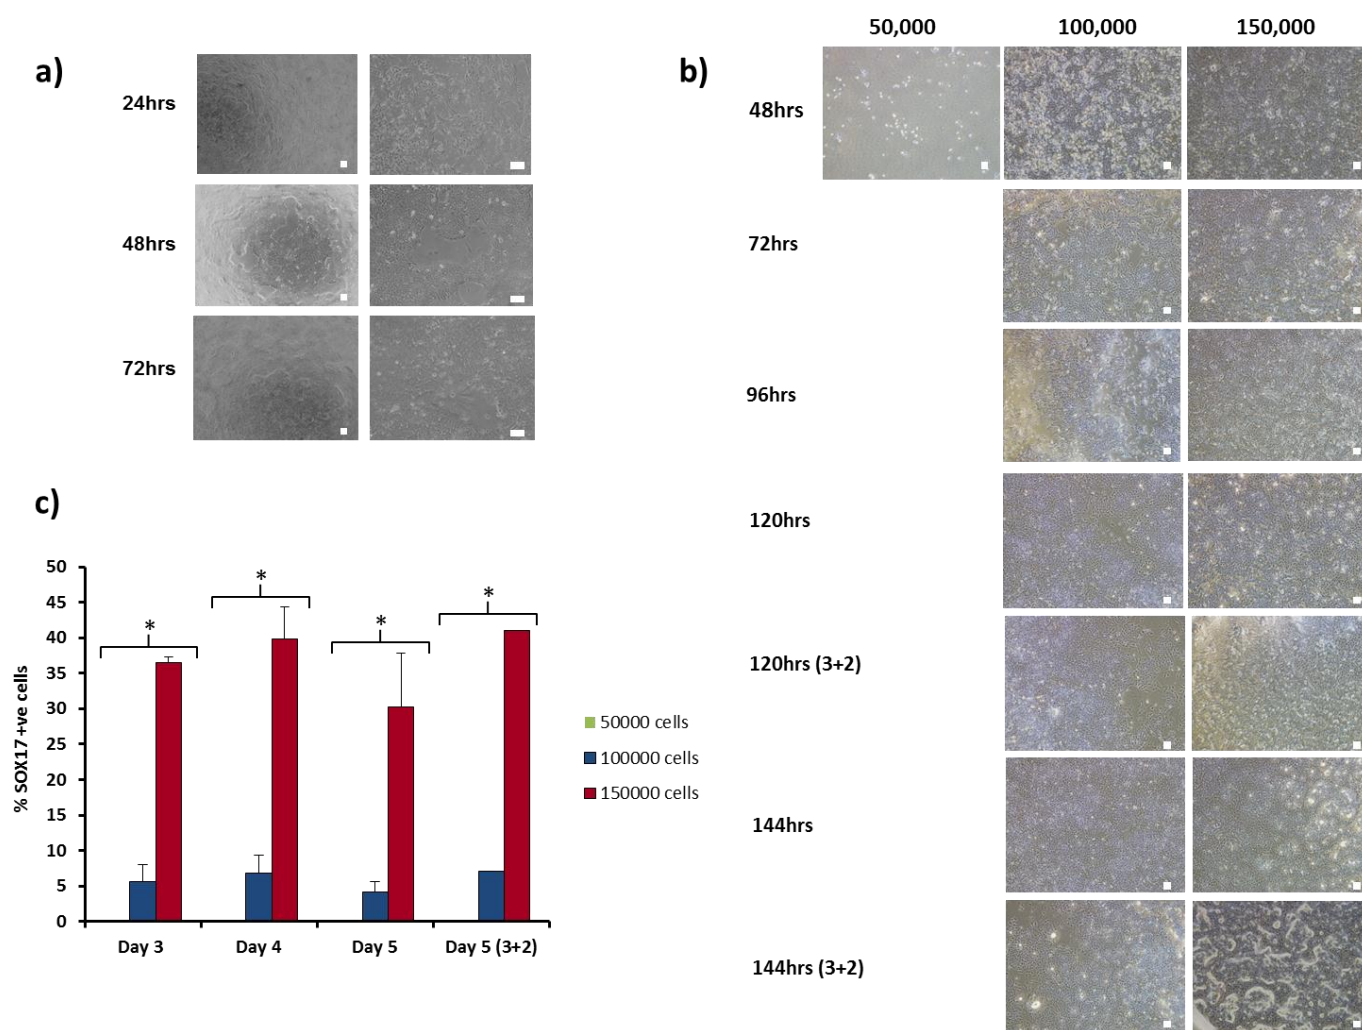 a)
24hrs
48hrs
72hrs
b)
50,000
100,000
150,000
48hrs
72hrs
96hrs
120hrs
120hrs (3+2)
144hrs
144hrs (3+2)
c)
% SOX17 +ve cells
50
45
40
35
30
25
20
15
10
5
0
*
*
*
*
Day 3
Day 4
Day 5
Day 5 (3+2)
50000 cells
100000 cells
150000 cells